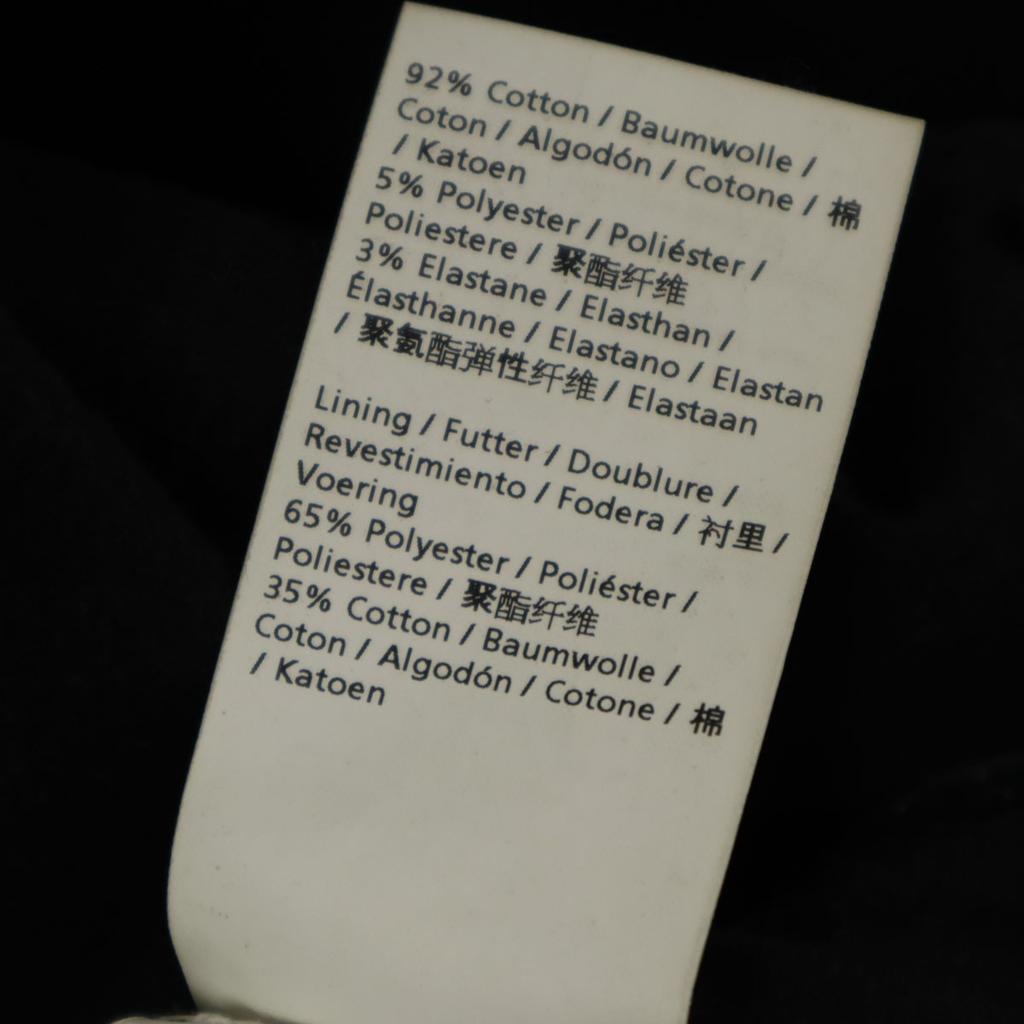 92% Cotton / Baumwolle /
Coton / Algodón / Cotone / 棉
/ Katoen
5% Polyester / Poliéster /
Poliestere / 聚酯纤维
3% Elastane / Elasthan /
Élasthanne / Elastano / Elastan
/ 聚氨酯弹性纤维 / Elastaan
Lining / Futter / Doublure /
Revestimiento / Fodera / 衬里 /
Voering
65% Polyester / Poliéster /
Poliestere / 聚酯纤维
35% Cotton / Baumwolle /
Coton / Algodón / Cotone / 棉
/ Katoen